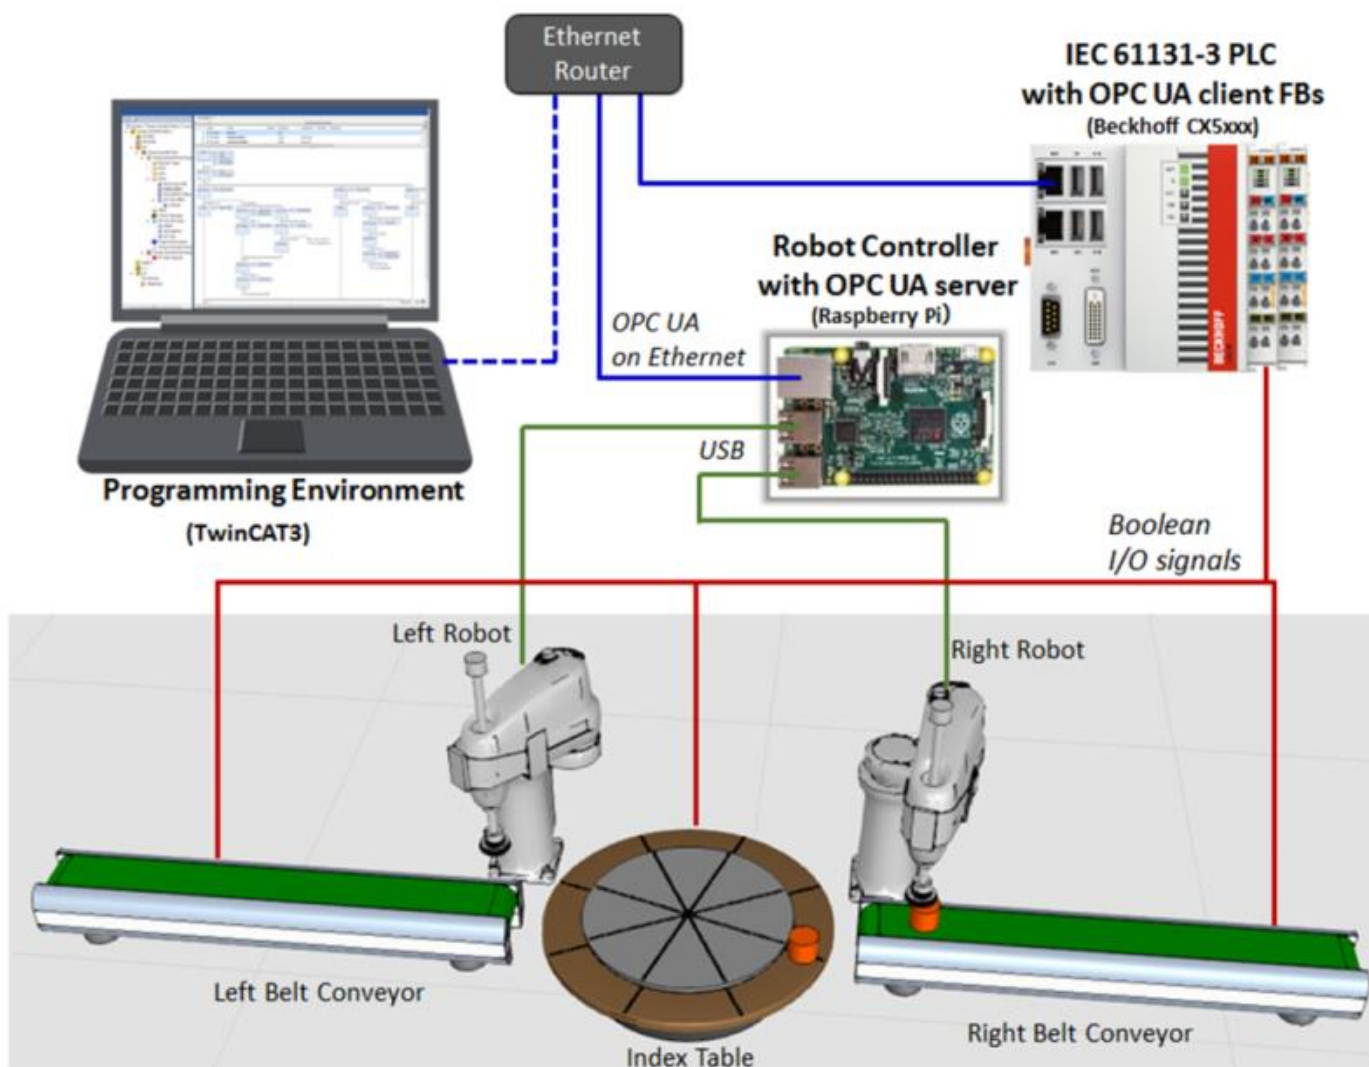 Ethernet
Router
IEC 61131-3 PLC
with OPC UA client FBs
(Beckhoff CX5xxx)
Robot Controller
with OPC UA server
(Raspberry Pi)
OPC UA
on Ethernet
BECKHOFF
USB
Programming Environment
(TwinCAT3)
Boolean
I/O signals
Left Robot
Right Robot
Left Belt Conveyor
Right Belt Conveyor
Index Table